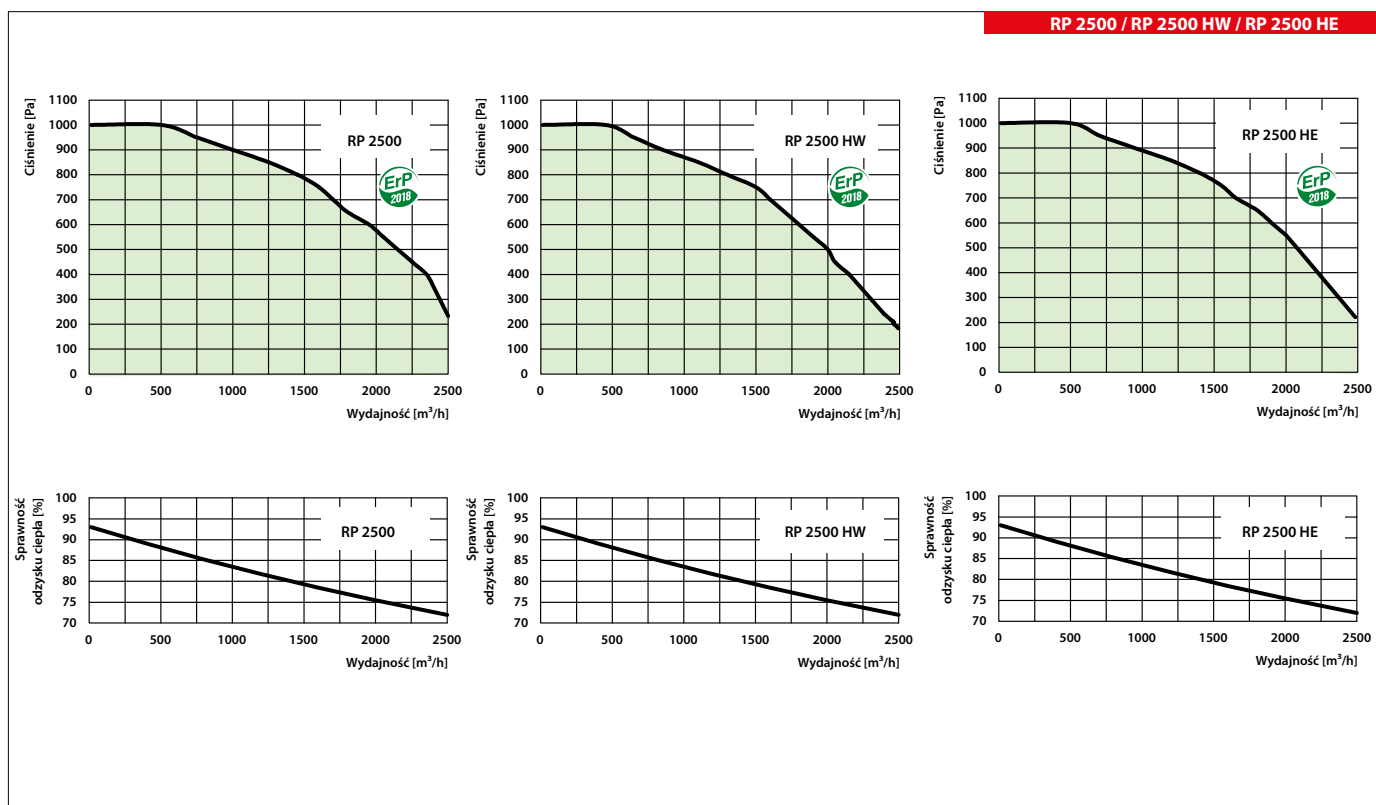 RP 2500 / RP 2500 HW / RP 2500 HE
Ciśnienie [Pa]
1100
1000
900
800
700
600
500
400
300
200
100
0
RP 2500
ErP
2018
0 500 1000 1500 2000 2500
Wydajność [m³/h]
Ciśnienie [Pa]
1100
1000
900
800
700
600
500
400
300
200
100
0
RP 2500 HW
ErP
2018
0 500 1000 1500 2000 2500
Wydajność [m³/h]
Ciśnienie [Pa]
1100
1000
900
800
700
600
500
400
300
200
100
0
RP 2500 HE
ErP
2018
0 500 1000 1500 2000 2500
Wydajność [m³/h]
Sprawność
odzysku ciepła [%]
100
95
90
85
80
75
70
RP 2500
0 500 1000 1500 2000 2500
Wydajność [m³/h]
Sprawność
odzysku ciepła [%]
100
95
90
85
80
75
70
RP 2500 HW
0 500 1000 1500 2000 2500
Wydajność [m³/h]
Sprawność
odzysku ciepła [%]
100
95
90
85
80
75
70
RP 2500 HE
0 500 1000 1500 2000 2500
Wydajność [m³/h]